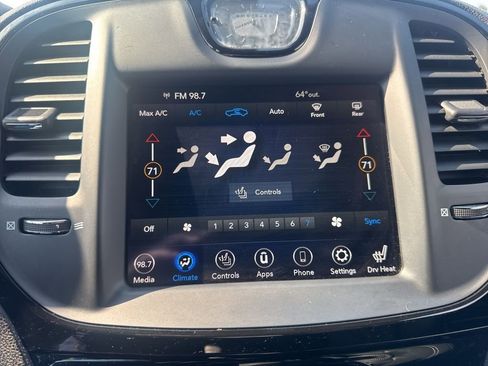 FM 98.7 64° out.
Max A/C A/C Auto Front Rear
71 71
Controls
Off 1 2 3 4 5 6 7 Sync
98.7
Media Climate Controls Apps Phone Settings Drv Heat